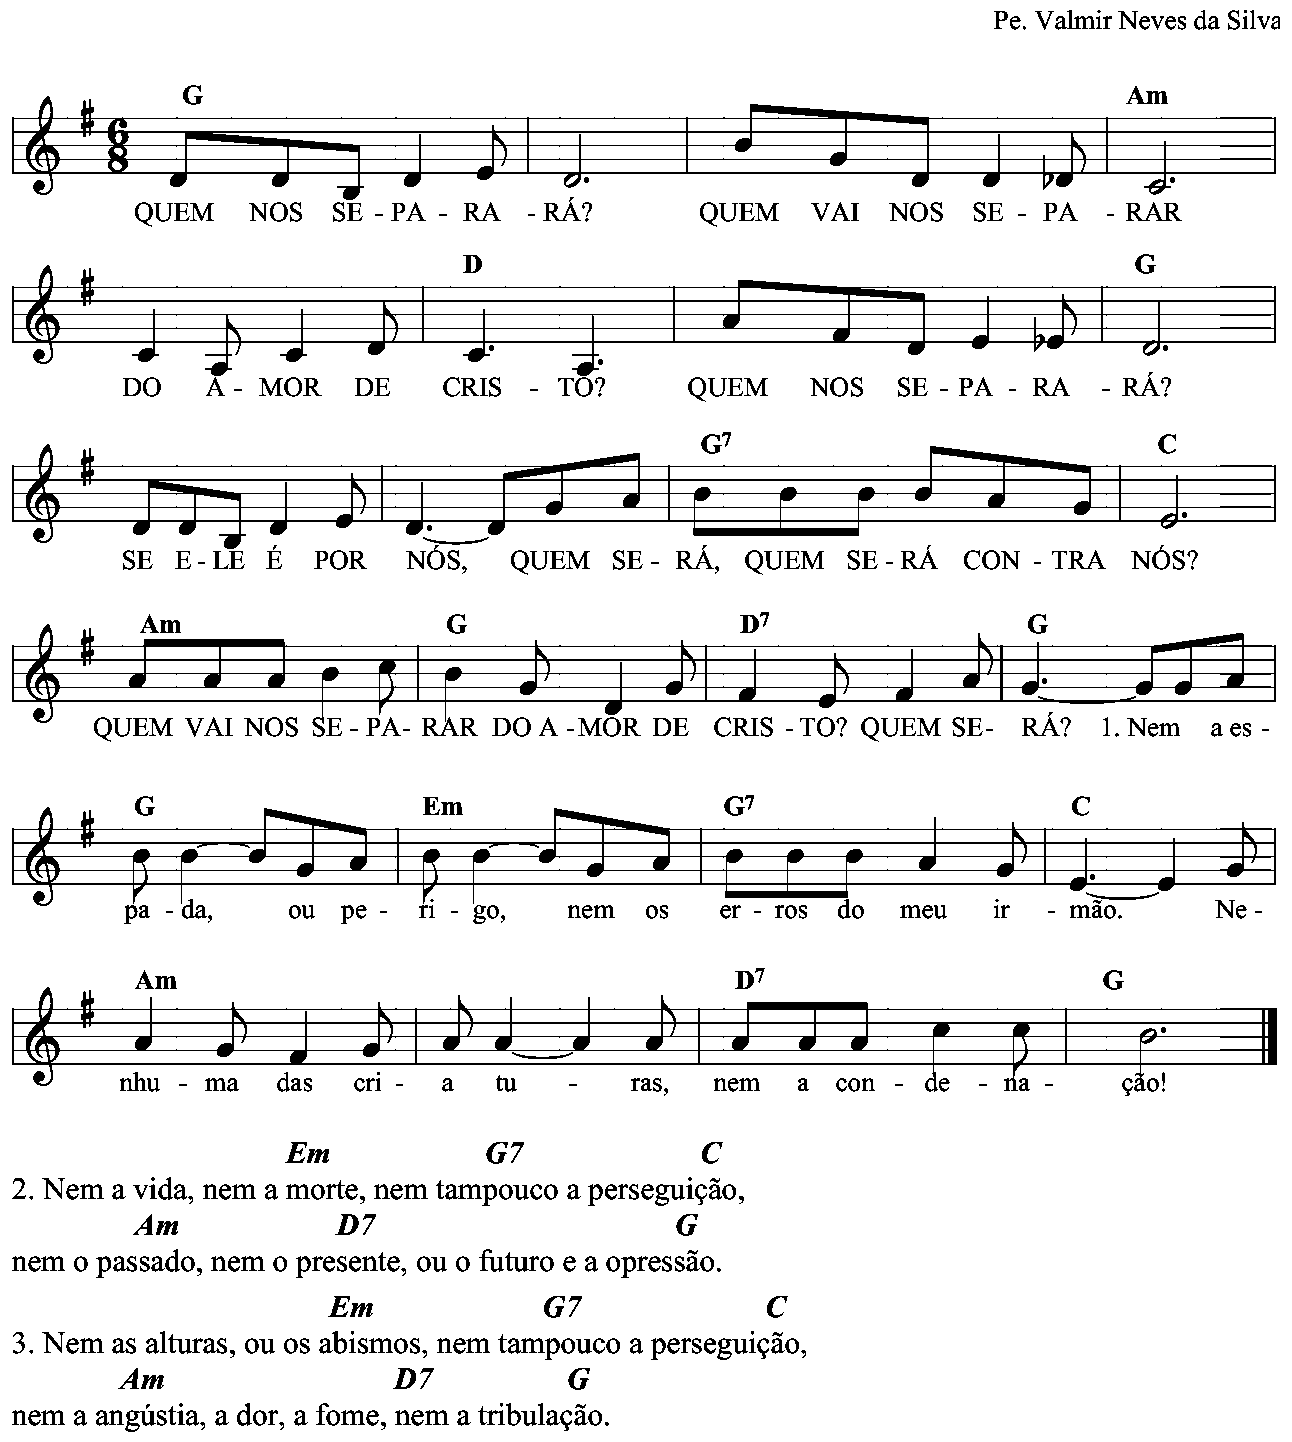 Pe. Valmir Neves da Silva
G Am
6
8
QUEM NOS SE - PA - RA - RÁ? QUEM VAI NOS SE - PA - RAR
D G
DO A - MOR DE CRIS - TO? QUEM NOS SE - PA - RA - RÁ?
G7 C
SE E - LE É POR NÓS, QUEM SE - RÁ, QUEM SE - RÁ CON - TRA NÓS?
Am G D7 G
QUEM VAI NOS SE - PA- RAR DO A - MOR DE CRIS - TO? QUEM SE- RÁ? 1. Nem a es -
G Em G7 C
pa - da, ou pe - ri - go, nem os er - ros do meu ir - mão. Ne -
Am D7 G
nhu - ma das cri - a tu - ras, nem a con - de - na - ção!
Em G7 C
2. Nem a vida, nem a morte, nem tampouco a perseguição,
Am D7 G
nem o passado, nem o presente, ou o futuro e a opressão.
Em G7 C
3. Nem as alturas, ou os abismos, nem tampouco a perseguição,
Am D7 G
nem a angústia, a dor, a fome, nem a tribulação.